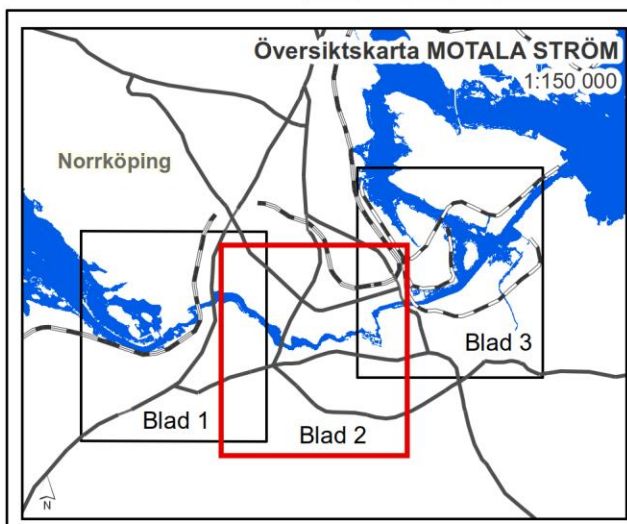 Översiktskarta MOTALA STRÖM
1:150 000
Norrköping
Blad 3
Blad 1
Blad 2
N